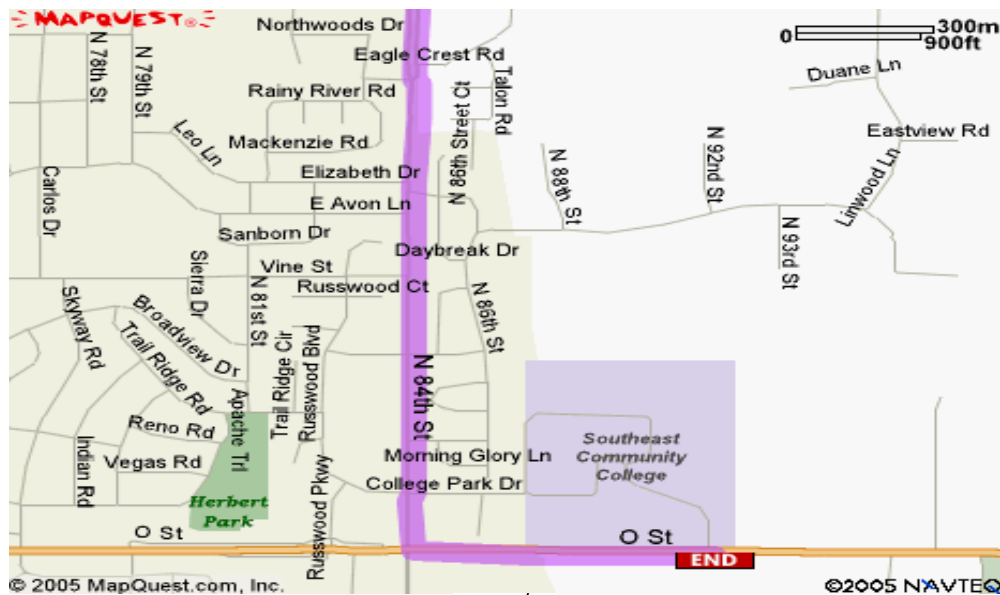 MAPQUEST®
Northwoods Dr
0 300m
900ft
Eagle Crest Rd
Duane Ln
N 78th St
N 79th St
Rainy River Rd
N 86th Street Ct
Talon Rd
Leo Ln
Mackenzie Rd
Eastview Rd
Elizabeth Dr
N 88th St
N 92nd St
Carlos Dr
E Avon Ln
Linwood Ln
Sanborn Dr
Daybreak Dr
N 93rd St
Sierra Dr
Vine St
Russwood Ct
N 81st St
Skyway Rd
Broadview Dr
N 86th St
Trail Ridge Rd
Trail Ridge Cir
Russwood Blvd
N 84th St
Apache Trl
Reno Rd
Indian Rd
Vegas Rd
Morning Glory Ln
Southeast
Community
College
College Park Dr
Russwood Pkwy
Herbert
Park
O St
O St
END
© 2005 MapQuest.com, Inc.
©2005 NAVTEQ